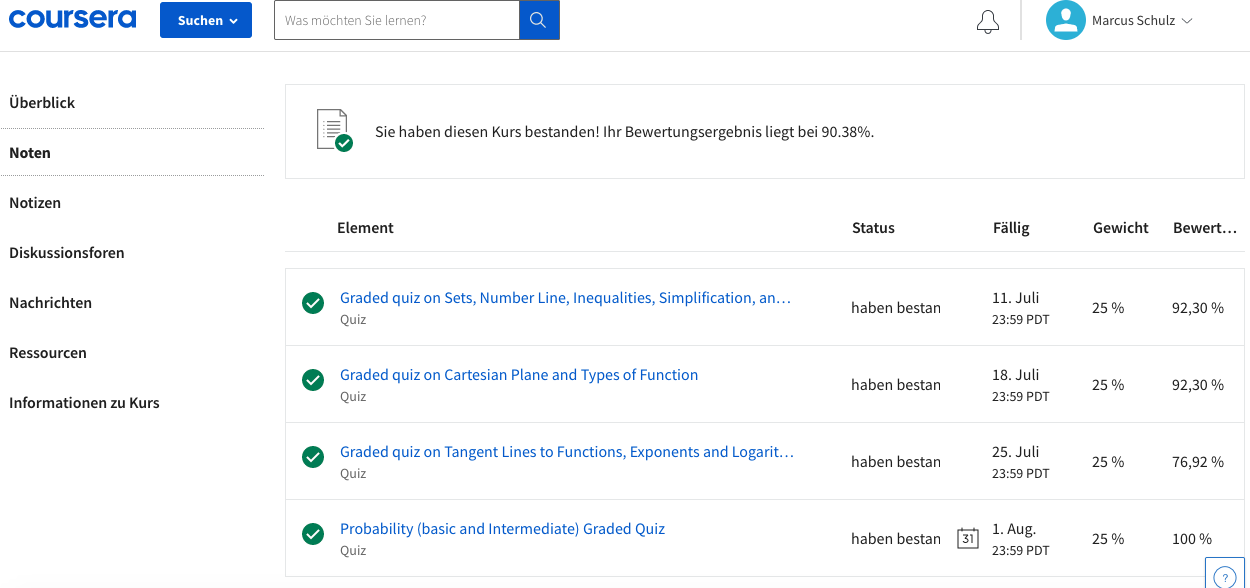 coursera
Suchen
Was möchten Sie lernen?
Marcus Schulz
Überblick
Noten
Notizen
Diskussionsforen
Nachrichten
Ressourcen
Informationen zu Kurs
Sie haben diesen Kurs bestanden! Ihr Bewertungsergebnis liegt bei 90.38%.
Element Status Fällig Gewicht Bewert…
Graded quiz on Sets, Number Line, Inequalities, Simplification, an…
Quiz
haben bestan
11. Juli
23:59 PDT
25 %
92,30 %
Graded quiz on Cartesian Plane and Types of Function
Quiz
haben bestan
18. Juli
23:59 PDT
25 %
92,30 %
Graded quiz on Tangent Lines to Functions, Exponents and Logarit…
Quiz
haben bestan
25. Juli
23:59 PDT
25 %
76,92 %
Probability (basic and Intermediate) Graded Quiz
Quiz
haben bestan
31
1. Aug.
23:59 PDT
25 %
100 %
?